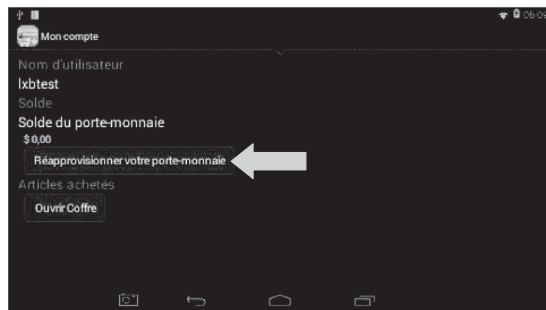 06:09
Mon compte
Nom d'utilisateur
lxbtest
Solde
Solde du porte-monnaie
$ 0,00
Réapprovisionner votre porte-monnaie
Articles achetés
Ouvrir Coffre